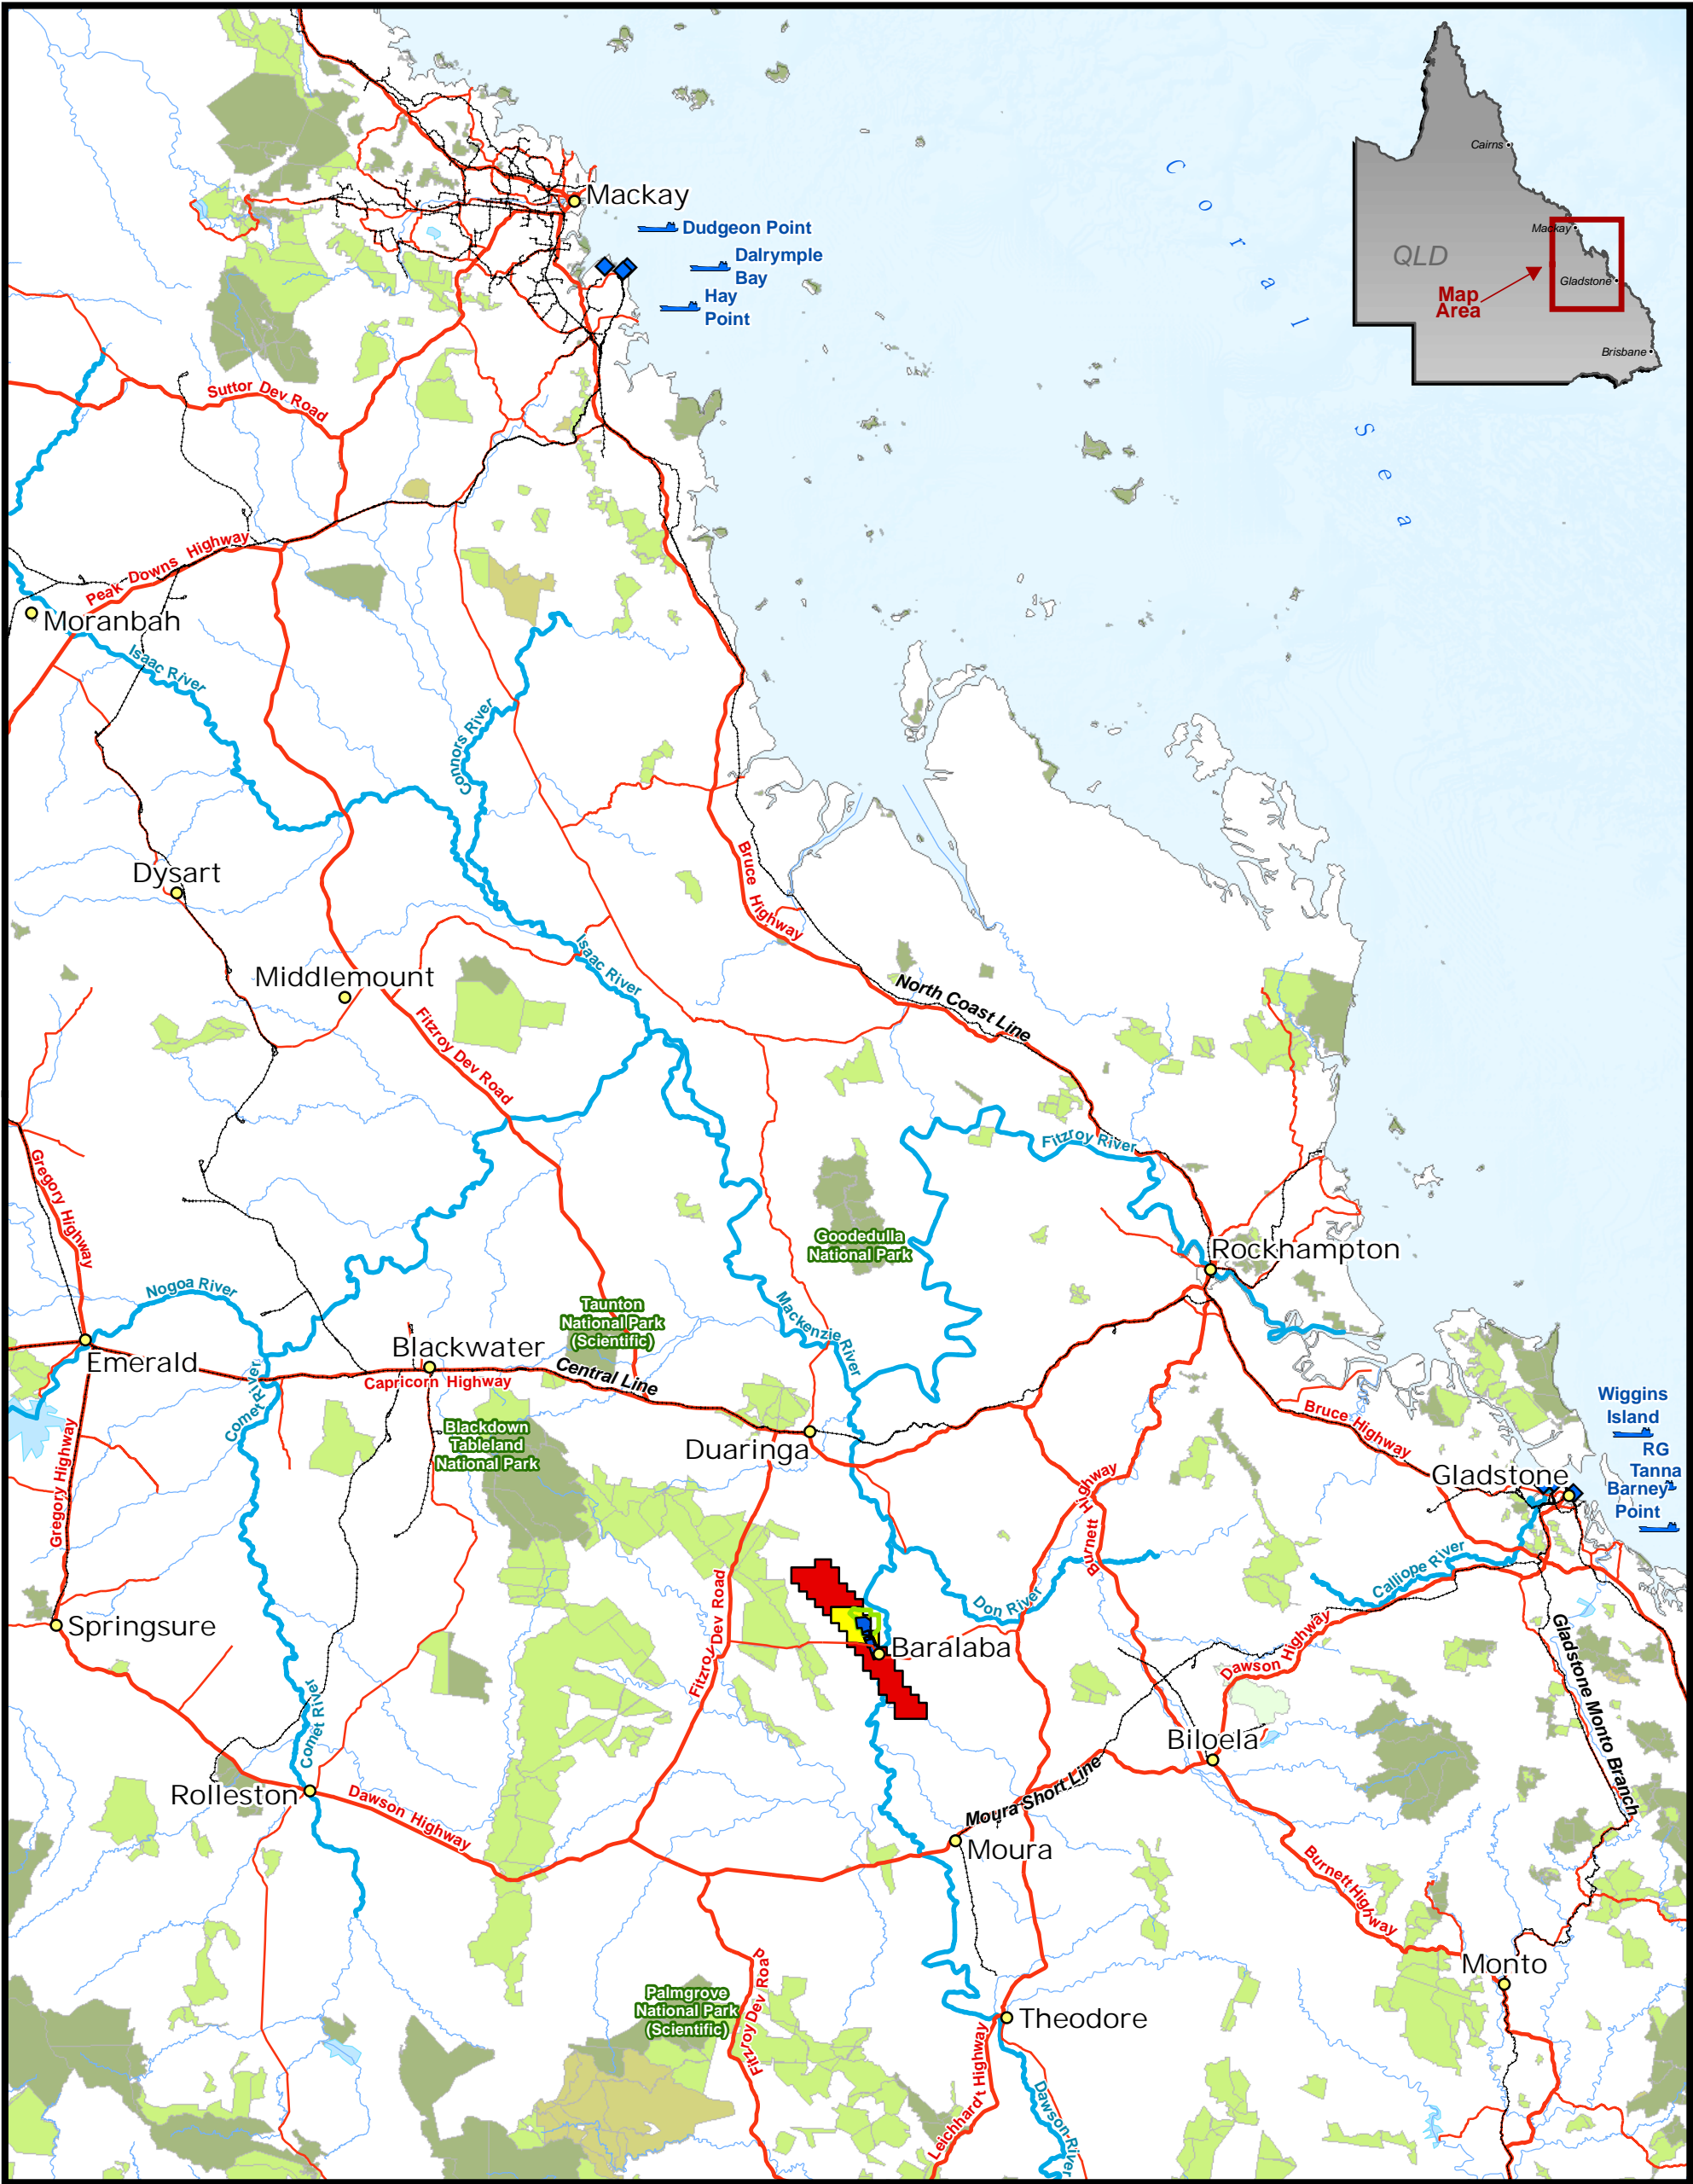 Coral Sea
Cairns
Mackay
QLD
Gladstone
Map
Area
Brisbane
Mackay
Dudgeon Point
Dalrymple
Bay
Hay
Point
Suttor Dev Road
Peak Downs Highway
Moranbah
Isaac River
Connors River
Dysart
Bruce Highway
Middlemount
Isaac River
North Coast Line
Fitzroy Dev Road
Fitzroy River
Gregory Highway
Goodedulla
National Park
Rockhampton
Nogoa River
Taunton
National Park
(Scientific)
Mackenzie River
Emerald
Blackwater
Central Line
Capricorn Highway
Comet River
Blackdown
Tableland
National Park
Duaringa
Gregory Highway
Bruce Highway
Wiggins
Island
RG
Tanna
Barney
Point
Gladstone
Burnett Highway
Calliope River
Don River
Fitzroy Dev Road
Springsure
Baralaba
Dawson Highway
Gladstone Monto Branch
Comet River
Biloela
Rolleston
Dawson Highway
Moura Short Line
Moura
Burnett Highway
Monto
Fitzroy Dev Road
Palmgrove
National Park
(Scientific)
Theodore
Leichhardt Highway
Dawson River